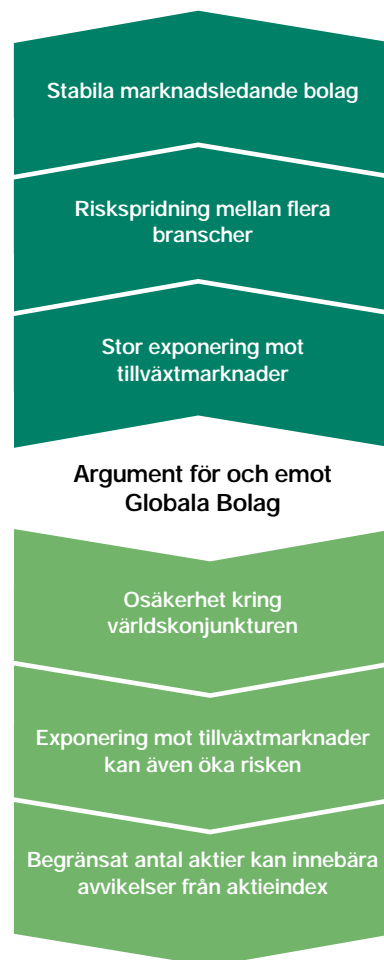 Stabila marknadsledande bolag
Riskspridning mellan flera
branscher
Stor exponering mot
tillväxtmarknader
Argument för och emot
Globala Bolag
Osäkerhet kring
världskonjunkturen
Exponering mot tillväxtmarknader
kan även öka risken
Begränsat antal aktier kan innebära
avvikelser från aktieindex